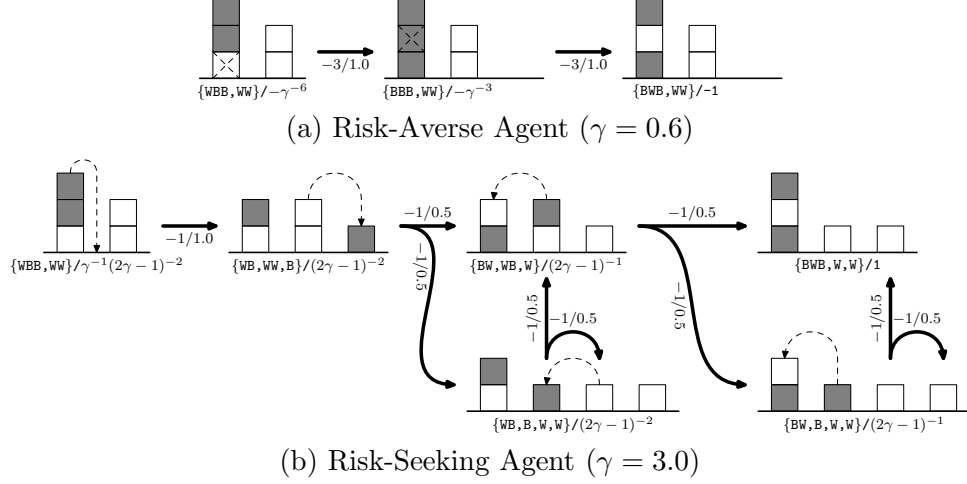 −3/1.0
−3/1.0
{WBB,WW}/−γ⁻⁶
{BBB,WW}/−γ⁻³
{BWB,WW}/-1
(a) Risk-Averse Agent (γ = 0.6)
−1/1.0
−1/0.5
−1/0.5
−1/0.5
{WBB,WW}/γ⁻¹(2γ − 1)⁻²
{WB,WW,B}/(2γ − 1)⁻²
{BW,WB,W}/(2γ − 1)⁻¹
{BWB,W,W}/1
−1/0.5
−1/0.5
−1/0.5
−1/0.5
−1/0.5
{WB,B,W,W}/(2γ − 1)⁻²
{BW,B,W,W}/(2γ − 1)⁻¹
(b) Risk-Seeking Agent (γ = 3.0)